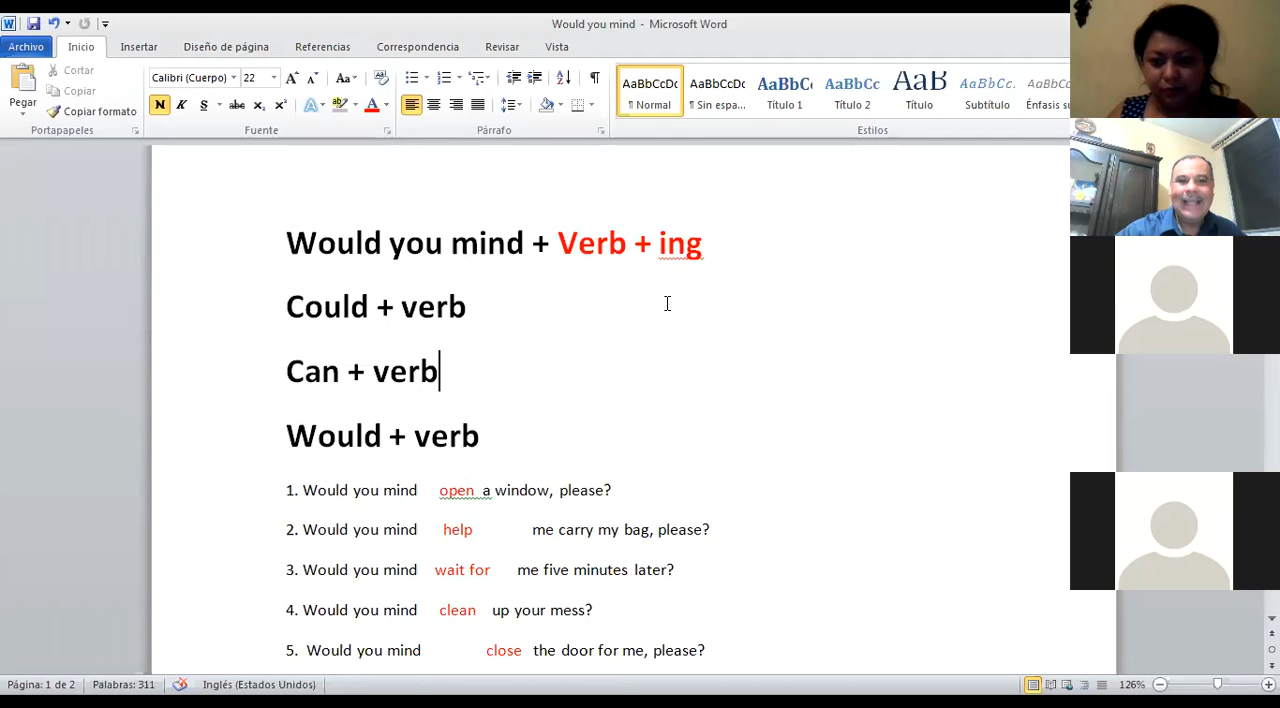 Would you mind - Microsoft Word
Archivo Inicio Insertar Diseño de página Referencias Correspondencia Revisar Vista
Pegar
Cortar
Copiar
Copiar formato
Portapapeles
Calibri (Cuerpo) 22
Fuente
Párrafo
AaBbCcDc AaBbCcDc AaBbC AaBbCc AaB AaBbCcD AaBbCcD
¶ Normal ¶ Sin espa... Título 1 Título 2 Título Subtítulo Énfasis su
Estilos
Would you mind + Verb + ing
Could + verb
Can + verb
Would + verb
1. Would you mind open a window, please?
2. Would you mind help me carry my bag, please?
3. Would you mind wait for me five minutes later?
4. Would you mind clean up your mess?
5. Would you mind close the door for me, please?
Página: 1 de 2 Palabras: 311 Inglés (Estados Unidos) 126%